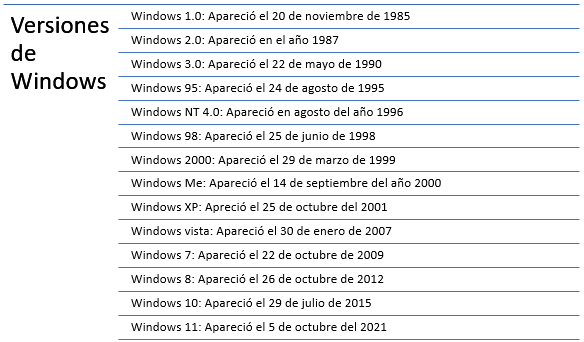 Versiones
de
Windows
Windows 1.0: Apareció el 20 de noviembre de 1985
Windows 2.0: Apareció en el año 1987
Windows 3.0: Apareció el 22 de mayo de 1990
Windows 95: Apareció el 24 de agosto de 1995
Windows NT 4.0: Apareció en agosto del año 1996
Windows 98: Apareció el 25 de junio de 1998
Windows 2000: Apareció el 29 de marzo de 1999
Windows Me: Apareció el 14 de septiembre del año 2000
Windows XP: Apreció el 25 de octubre del 2001
Windows vista: Apareció el 30 de enero de 2007
Windows 7: Apareció el 22 de octubre de 2009
Windows 8: Apareció el 26 de octubre de 2012
Windows 10: Apareció el 29 de julio de 2015
Windows 11: Apareció el 5 de octubre del 2021